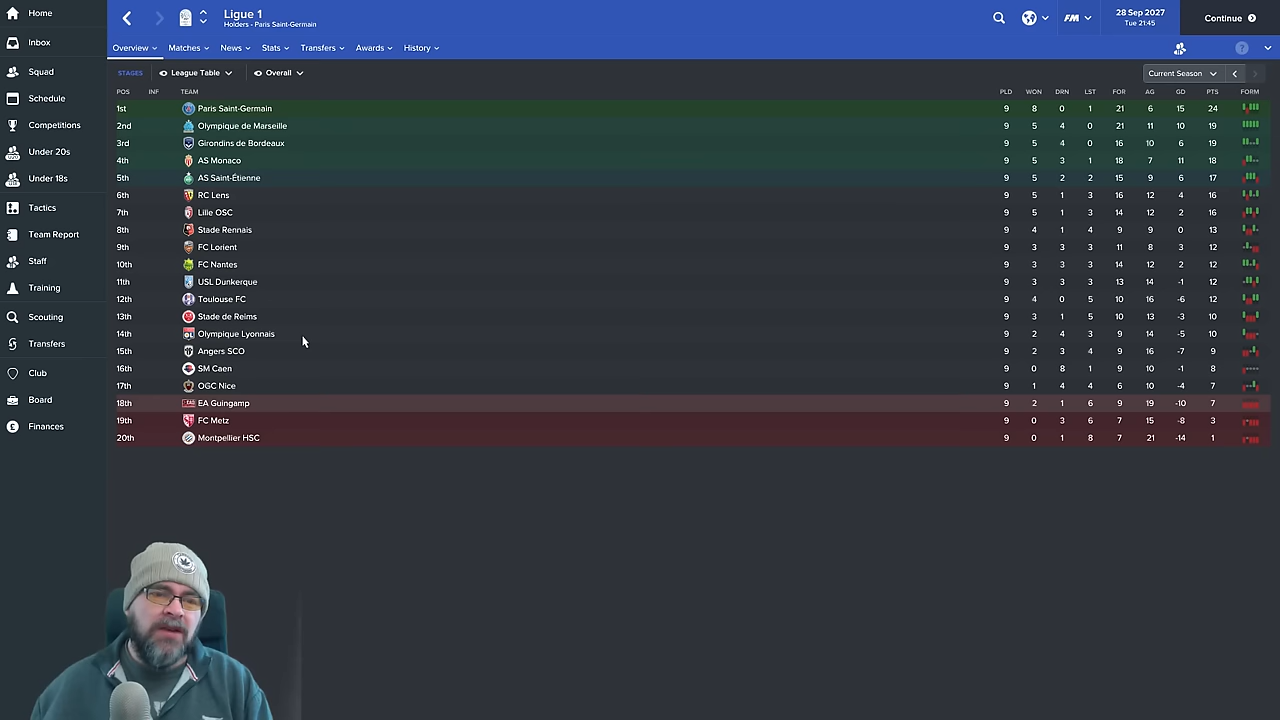 Home
Inbox
Squad
Schedule
Competitions
Under 20s
Under 18s
Tactics
Team Report
Staff
Training
Scouting
Transfers
Club
Board
Finances
Ligue 1
Holders - Paris Saint-Germain
FM
28 Sep 2027
Tue 21:45
Continue
Overview Matches News Stats Transfers Awards History
?
STAGES League Table Overall Current Season
POS INF TEAM PLD WON DRN LST FOR AG GD PTS FORM
1st Paris Saint-Germain 9 8 0 1 21 6 15 24
2nd Olympique de Marseille 9 5 4 0 21 11 10 19
3rd Girondins de Bordeaux 9 5 4 0 16 10 6 19
4th AS Monaco 9 5 3 1 18 7 11 18
5th AS Saint-Étienne 9 5 2 2 15 9 6 17
6th RC Lens 9 5 1 3 16 12 4 16
7th Lille OSC 9 5 1 3 14 12 2 16
8th Stade Rennais 9 4 1 4 9 9 0 13
9th FC Lorient 9 3 3 3 11 8 3 12
10th FC Nantes 9 3 3 3 14 12 2 12
11th USL Dunkerque 9 3 3 3 13 14 -1 12
12th Toulouse FC 9 4 0 5 10 16 -6 12
13th Stade de Reims 9 3 1 5 10 13 -3 10
14th Olympique Lyonnais 9 2 4 3 9 14 -5 10
15th Angers SCO 9 2 3 4 9 16 -7 9
16th SM Caen 9 0 8 1 9 10 -1 8
17th OGC Nice 9 1 4 4 6 10 -4 7
18th EA Guingamp 9 2 1 6 9 19 -10 7
19th FC Metz 9 0 3 6 7 15 -8 3
20th Montpellier HSC 9 0 1 8 7 21 -14 1